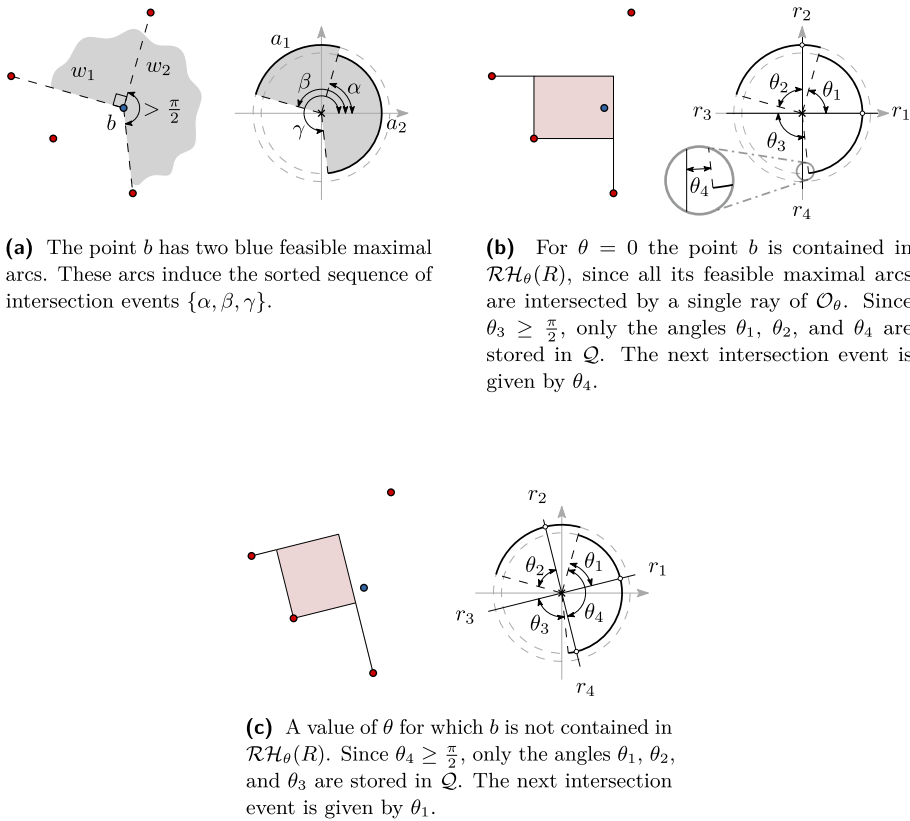 w₁
w₂
b
> π/2
a₁
a₂
β
α
γ
(a) The point b has two blue feasible maximal
arcs. These arcs induce the sorted sequence of
intersection events {α, β, γ}.
r₂
θ₂
θ₁
r₃
r₁
θ₃
θ₄
r₄
(b) For θ = 0 the point b is contained in
ℛℋ_θ(R), since all its feasible maximal arcs
are intersected by a single ray of 𝒪_θ. Since
θ₃ ≥ π/2, only the angles θ₁, θ₂, and θ₄ are
stored in 𝒬. The next intersection event is
given by θ₄.
r₂
θ₂
θ₁
r₁
r₃
θ₃
θ₄
r₄
(c) A value of θ for which b is not contained in
ℛℋ_θ(R). Since θ₄ ≥ π/2, only the angles θ₁, θ₂,
and θ₃ are stored in 𝒬. The next intersection
event is given by θ₁.